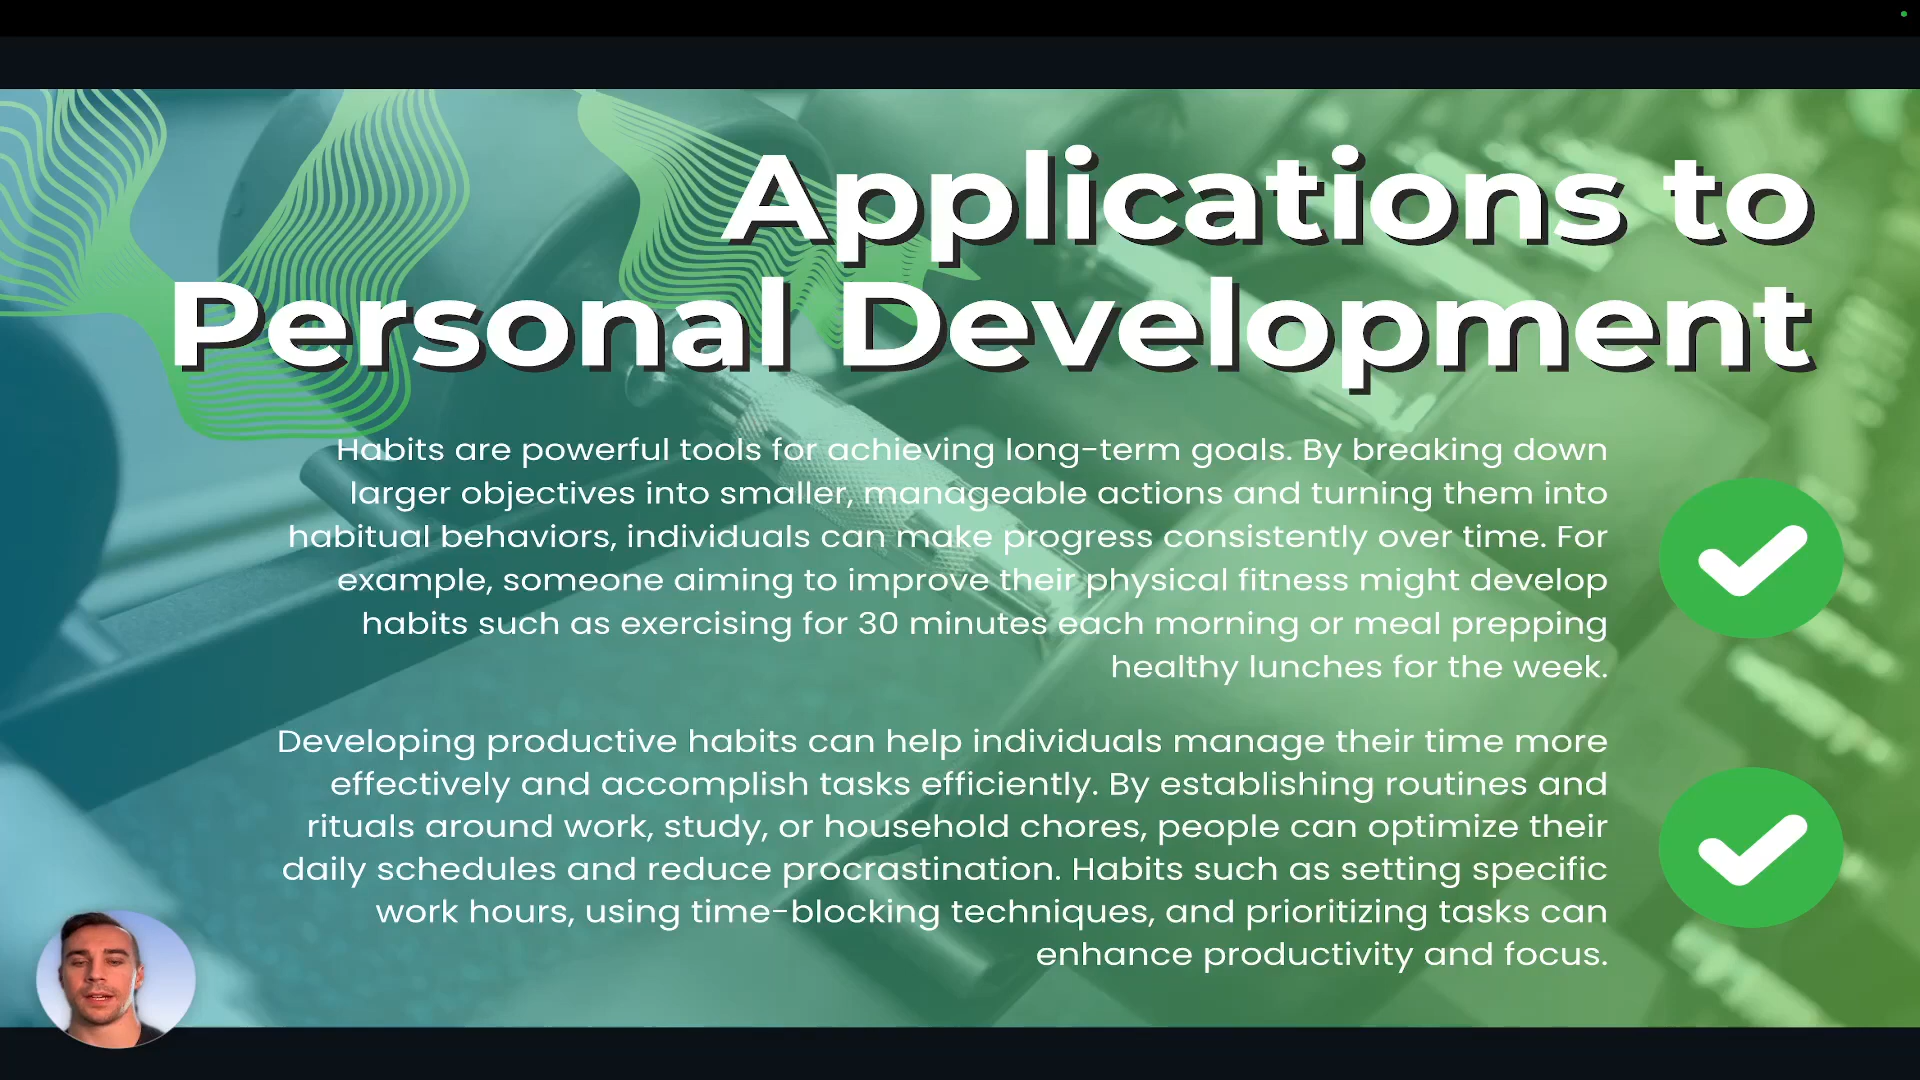 Applications to
Personal Development
Habits are powerful tools for achieving long-term goals. By breaking down
larger objectives into smaller, manageable actions and turning them into
habitual behaviors, individuals can make progress consistently over time. For
example, someone aiming to improve their physical fitness might develop
habits such as exercising for 30 minutes each morning or meal prepping
healthy lunches for the week.
Developing productive habits can help individuals manage their time more
effectively and accomplish tasks efficiently. By establishing routines and
rituals around work, study, or household chores, people can optimize their
daily schedules and reduce procrastination. Habits such as setting specific
work hours, using time-blocking techniques, and prioritizing tasks can
enhance productivity and focus.